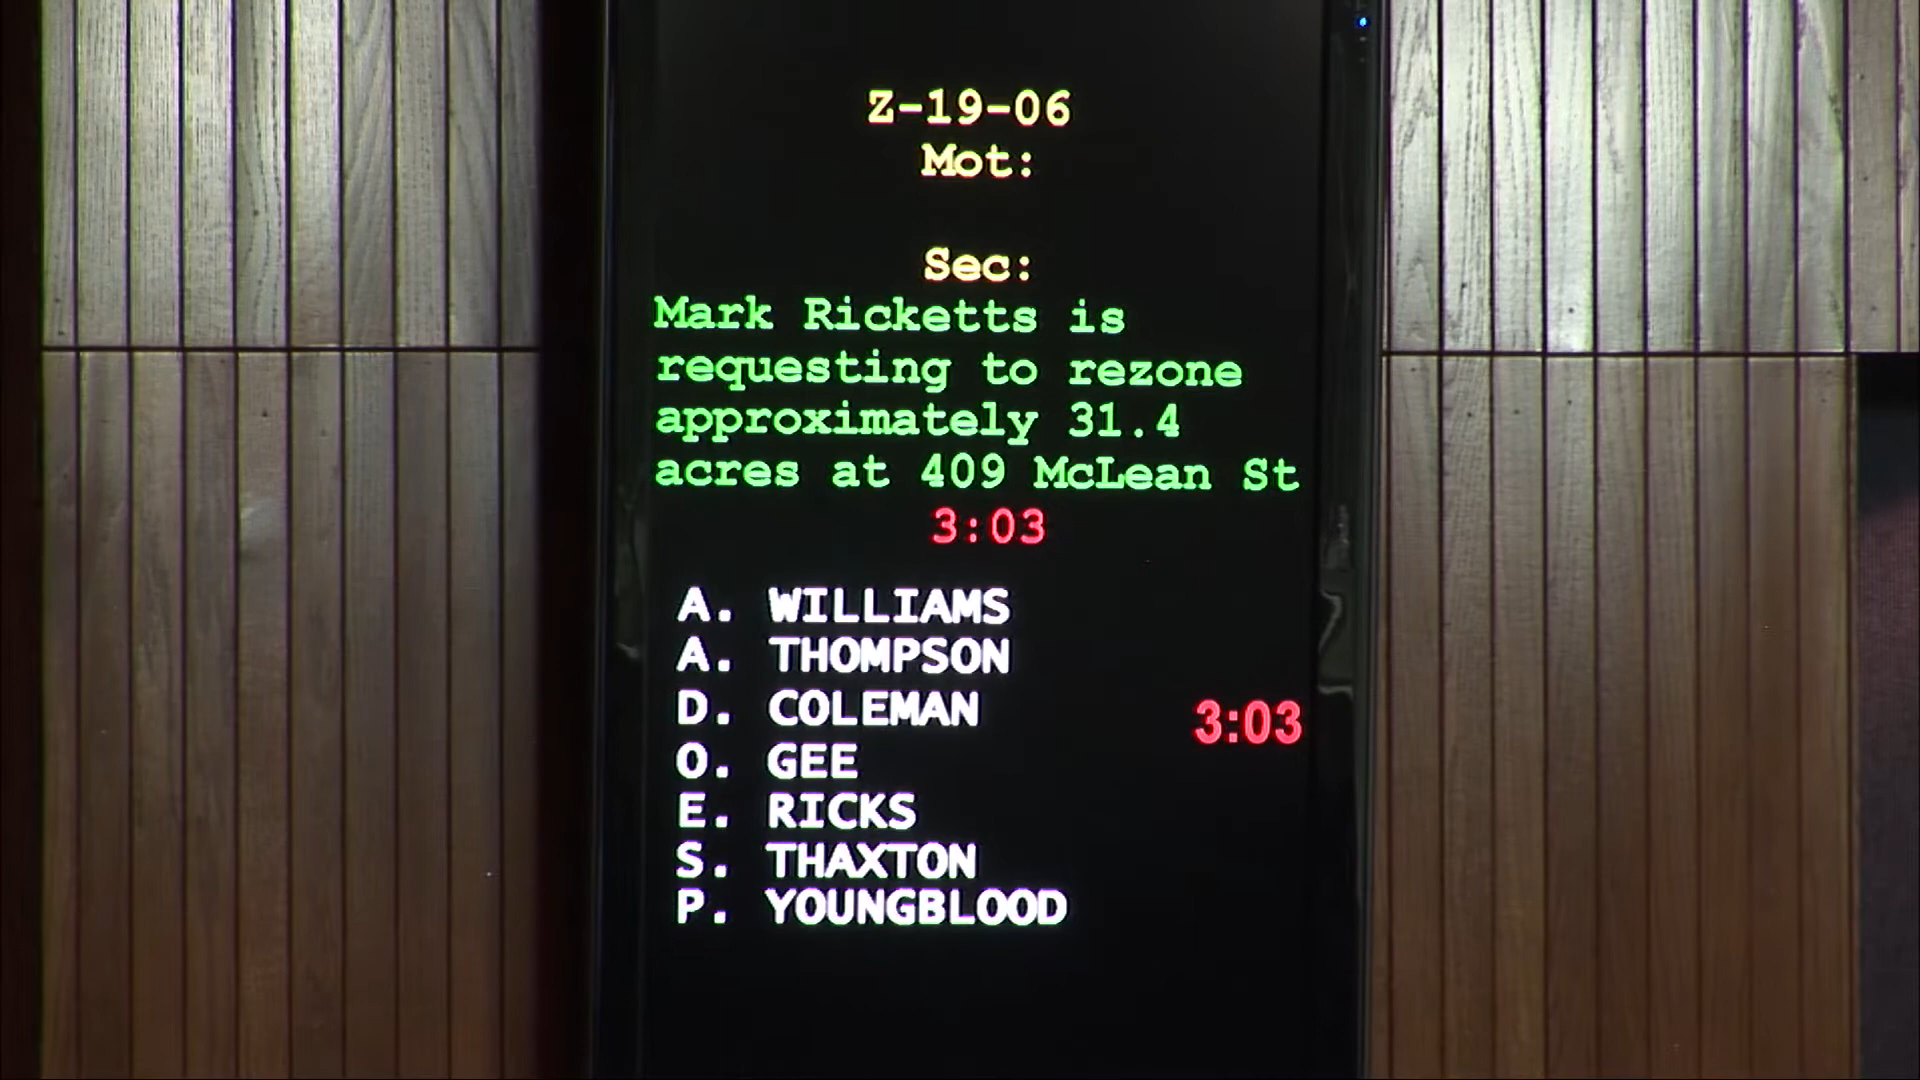 Z-19-06
Mot:
Sec:
Mark Ricketts is
requesting to rezone
approximately 31.4
acres at 409 McLean St
3:03
A. WILLIAMS
A. THOMPSON
D. COLEMAN
3:03
O. GEE
E. RICKS
S. THAXTON
P. YOUNGBLOOD